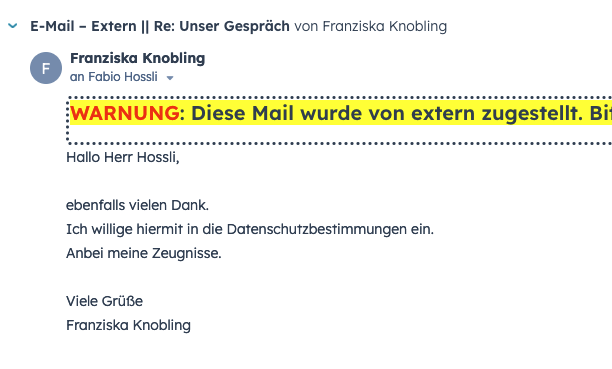 E-Mail – Extern || Re: Unser Gespräch von Franziska Knobling
F
Franziska Knobling
an Fabio Hossli
WARNUNG: Diese Mail wurde von extern zugestellt.
Hallo Herr Hossli,
ebenfalls vielen Dank.
Ich willige hiermit in die Datenschutzbestimmungen ein.
Anbei meine Zeugnisse.
Viele Grüße
Franziska Knobling